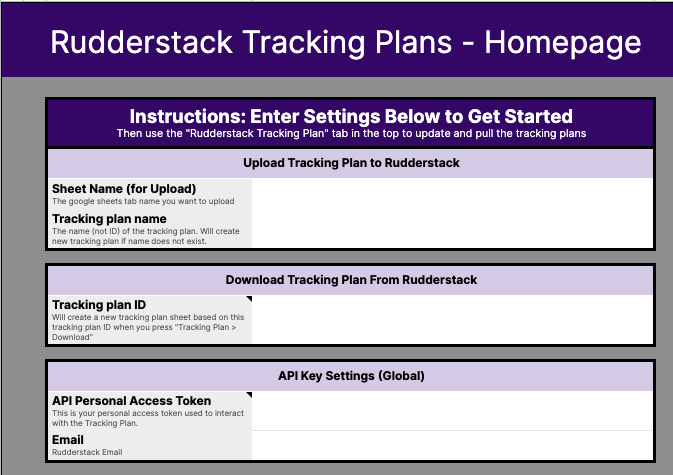 Rudderstack Tracking Plans - Homepage
Instructions: Enter Settings Below to Get Started
Then use the "Rudderstack Tracking Plan" tab in the top to update and pull the tracking plans
Upload Tracking Plan to Rudderstack
Sheet Name (for Upload)
The google sheets tab name you want to upload
Tracking plan name
The name (not ID) of the tracking plan. Will create
new tracking plan if name does not exist.
Download Tracking Plan From Rudderstack
Tracking plan ID
Will create a new tracking plan sheet based on this
tracking plan ID when you press "Tracking Plan >
Download"
API Key Settings (Global)
API Personal Access Token
This is your personal access token used to interact
with the Tracking Plan.
Email
Rudderstack Email